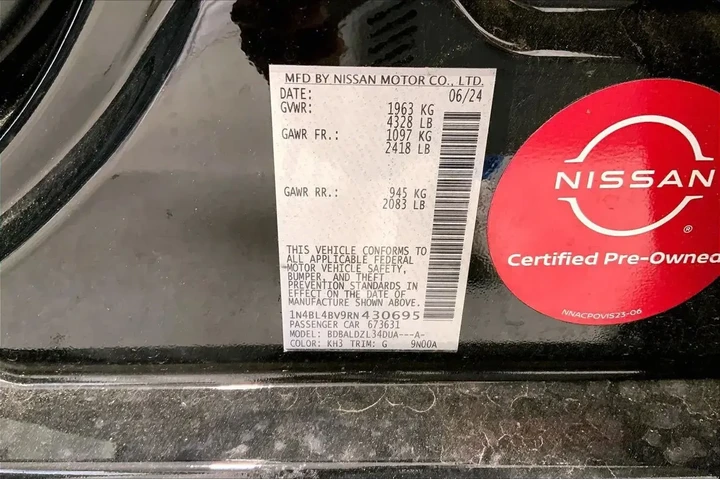 MFD BY NISSAN MOTOR CO., LTD.
DATE: 06/24
GVWR: 1963 KG
4328 LB
GAWR FR.: 1097 KG
2418 LB
GAWR RR.: 945 KG
2083 LB
THIS VEHICLE CONFORMS TO
ALL APPLICABLE FEDERAL
MOTOR VEHICLE SAFETY,
BUMPER, AND THEFT
PREVENTION STANDARDS IN
EFFECT ON THE DATE OF
MANUFACTURE SHOWN ABOVE.
1N4BL4BV9RN430695
PASSENGER CAR 673631
MODEL: BDBALDZL34DUA---A-
COLOR: KH3 TRIM: G 9N00A
NISSAN
®
Certified Pre-Owned
NNACPOVIS23-06